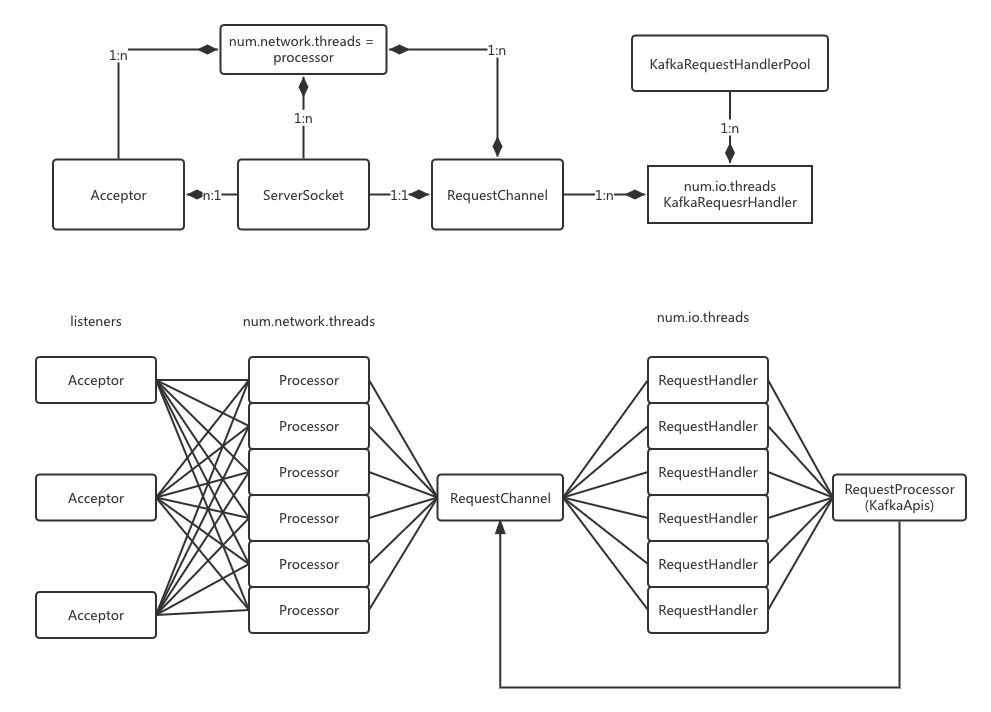 num.network.threads =
processor
1:n
1:n
KafkaRequestHandlerPool
1:n
1:n
Acceptor
n:1
ServerSocket
1:1
RequestChannel
1:n
num.io.threads
KafkaRequesrHandler
listeners
num.network.threads
num.io.threads
Acceptor
Processor
RequestHandler
Processor
RequestHandler
Processor
RequestHandler
Acceptor
RequestChannel
RequestProcessor
(KafkaApis)
Processor
RequestHandler
Processor
RequestHandler
Acceptor
Processor
RequestHandler